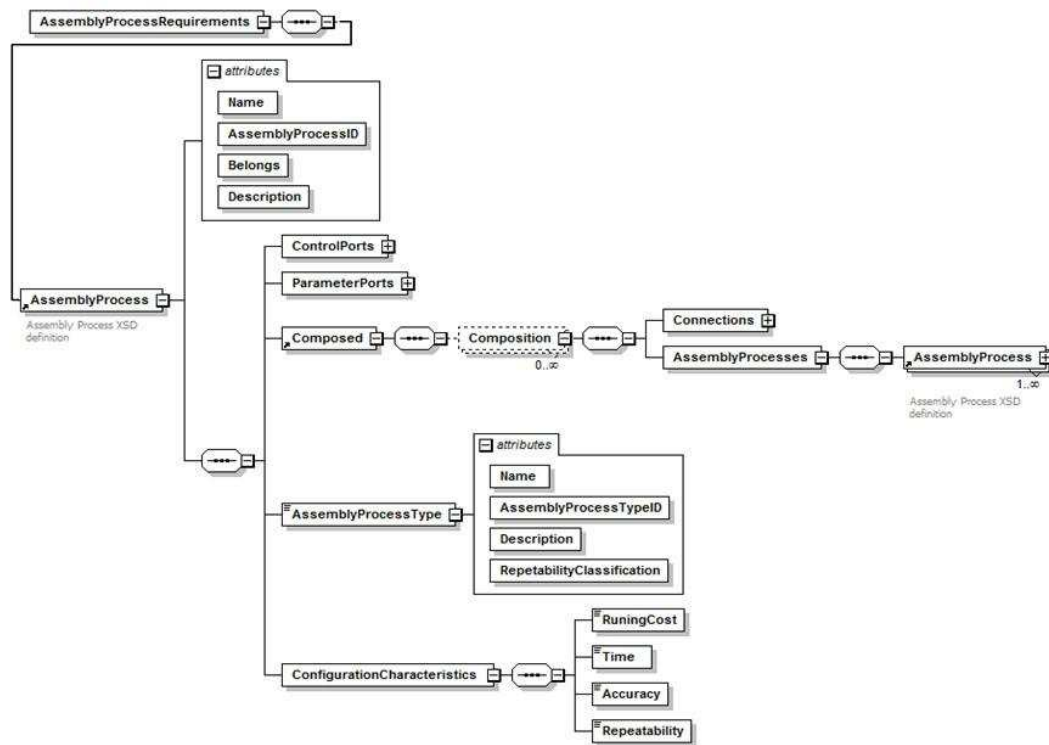 AssemblyProcessRequirements
attributes
Name
AssemblyProcessID
Belongs
Description
AssemblyProcess
Assembly Process XSD
definition
ControlPorts
ParameterPorts
Composed
Composition
0..∞
Connections
AssemblyProcesses
AssemblyProcess
1..∞
Assembly Process XSD
definition
AssemblyProcessType
attributes
Name
AssemblyProcessTypeID
Description
RepetabilityClassification
ConfigurationCharacteristics
RuningCost
Time
Accuracy
Repeatability